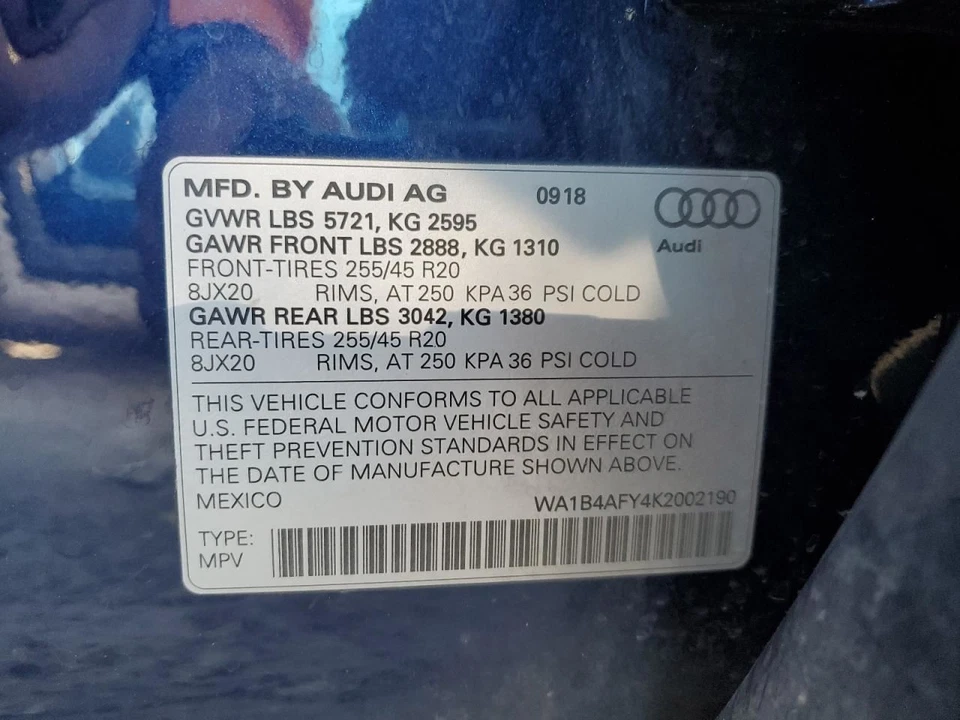 MFD. BY AUDI AG 0918
GVWR LBS 5721, KG 2595
GAWR FRONT LBS 2888, KG 1310
Audi
FRONT-TIRES 255/45 R20
8JX20 RIMS, AT 250 KPA 36 PSI COLD
GAWR REAR LBS 3042, KG 1380
REAR-TIRES 255/45 R20
8JX20 RIMS, AT 250 KPA 36 PSI COLD
THIS VEHICLE CONFORMS TO ALL APPLICABLE
U.S. FEDERAL MOTOR VEHICLE SAFETY AND
THEFT PREVENTION STANDARDS IN EFFECT ON
THE DATE OF MANUFACTURE SHOWN ABOVE.
MEXICO WA1B4AFY4K2002190
TYPE:
MPV